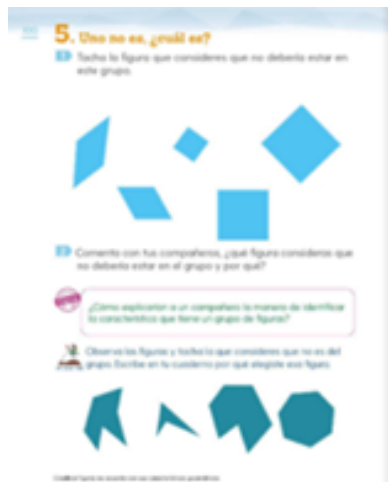 5. Uno no es, ¿cuál es?
Tacha la figura que consideres que no debería estar en
este grupo.
Comenta con tus compañeros, ¿qué figura consideras que
no debería estar en el grupo y por qué?
¿Cómo explicarían a un compañero la manera de identificar
la característica que tiene un grupo de figuras?
Observa las figuras y tacha la que consideres que no es del
grupo. Escribe en tu cuaderno por qué elegiste esa figura.